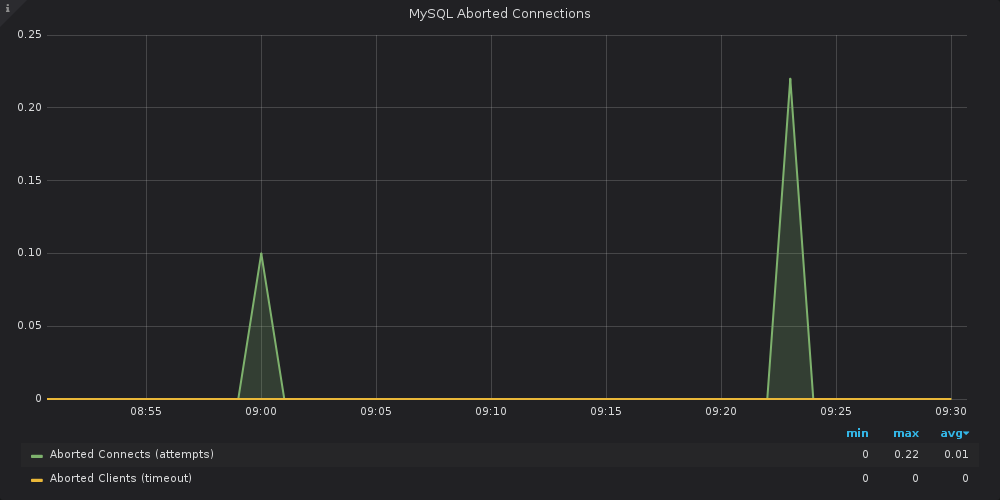 i
MySQL Aborted Connections
0.25
0.20
0.15
0.10
0.05
0
08:55 09:00 09:05 09:10 09:15 09:20 09:25 09:30
min max avg
Aborted Connects (attempts) 0 0.22 0.01
Aborted Clients (timeout) 0 0 0